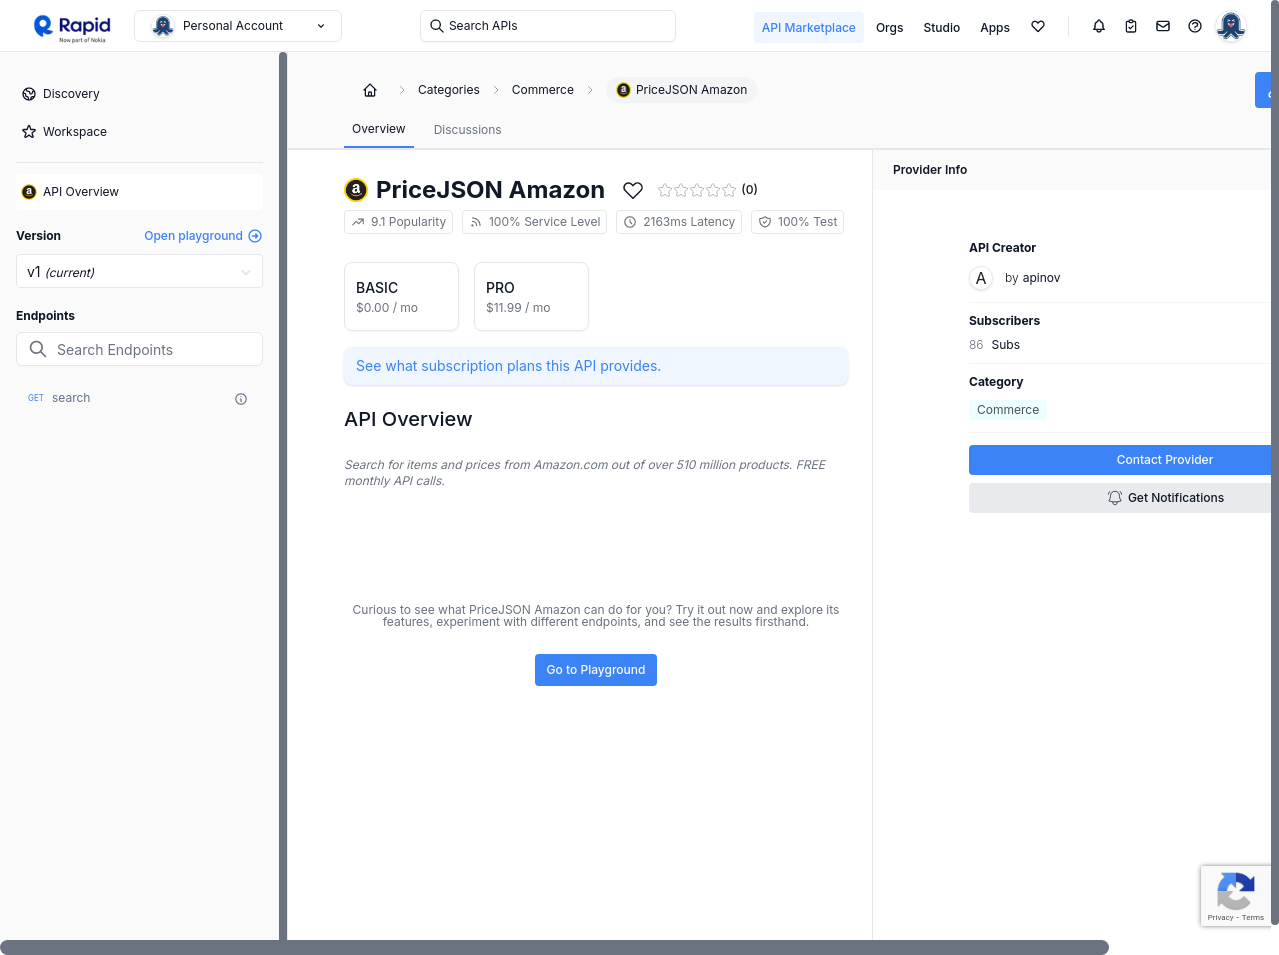 Rapid
Now part of Nokia
Personal Account
Search APIs
API Marketplace
Orgs
Studio
Apps
Discovery
Workspace
API Overview
Version
Open playground
v1 (current)
Endpoints
Search Endpoints
GET search
Categories
Commerce
PriceJSON Amazon
Overview
Discussions
PriceJSON Amazon
(0)
9.1 Popularity
100% Service Level
2163ms Latency
100% Test
BASIC
$0.00 / mo
PRO
$11.99 / mo
See what subscription plans this API provides.
API Overview
Search for items and prices from Amazon.com out of over 510 million products. FREE
monthly API calls.
Curious to see what PriceJSON Amazon can do for you? Try it out now and explore its
features, experiment with different endpoints, and see the results firsthand.
Go to Playground
Provider Info
API Creator
A
by apinov
Subscribers
86 Subs
Category
Commerce
Contact Provider
Get Notifications
Privacy - Terms